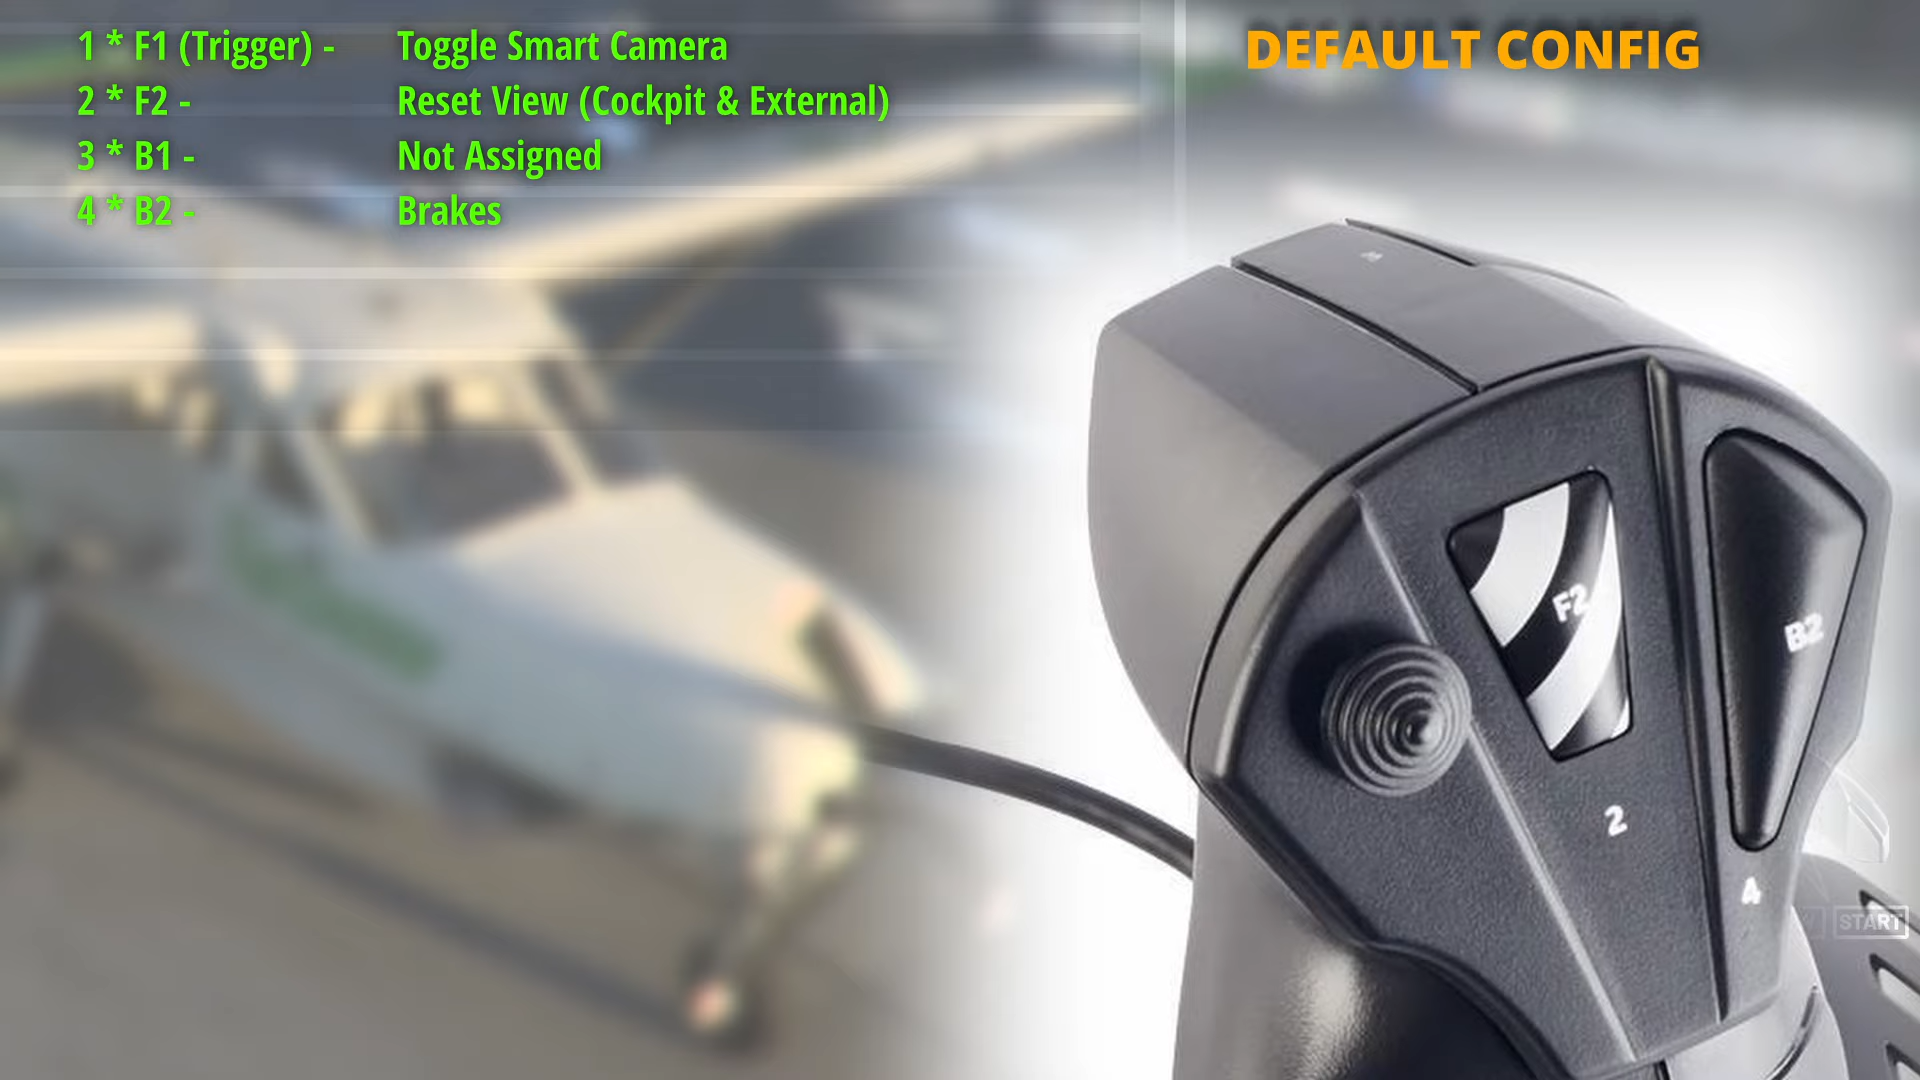 1 * F1 (Trigger) - Toggle Smart Camera
2 * F2 - Reset View (Cockpit & External)
3 * B1 - Not Assigned
4 * B2 - Brakes
DEFAULT CONFIG
F2
B2
2
4
START